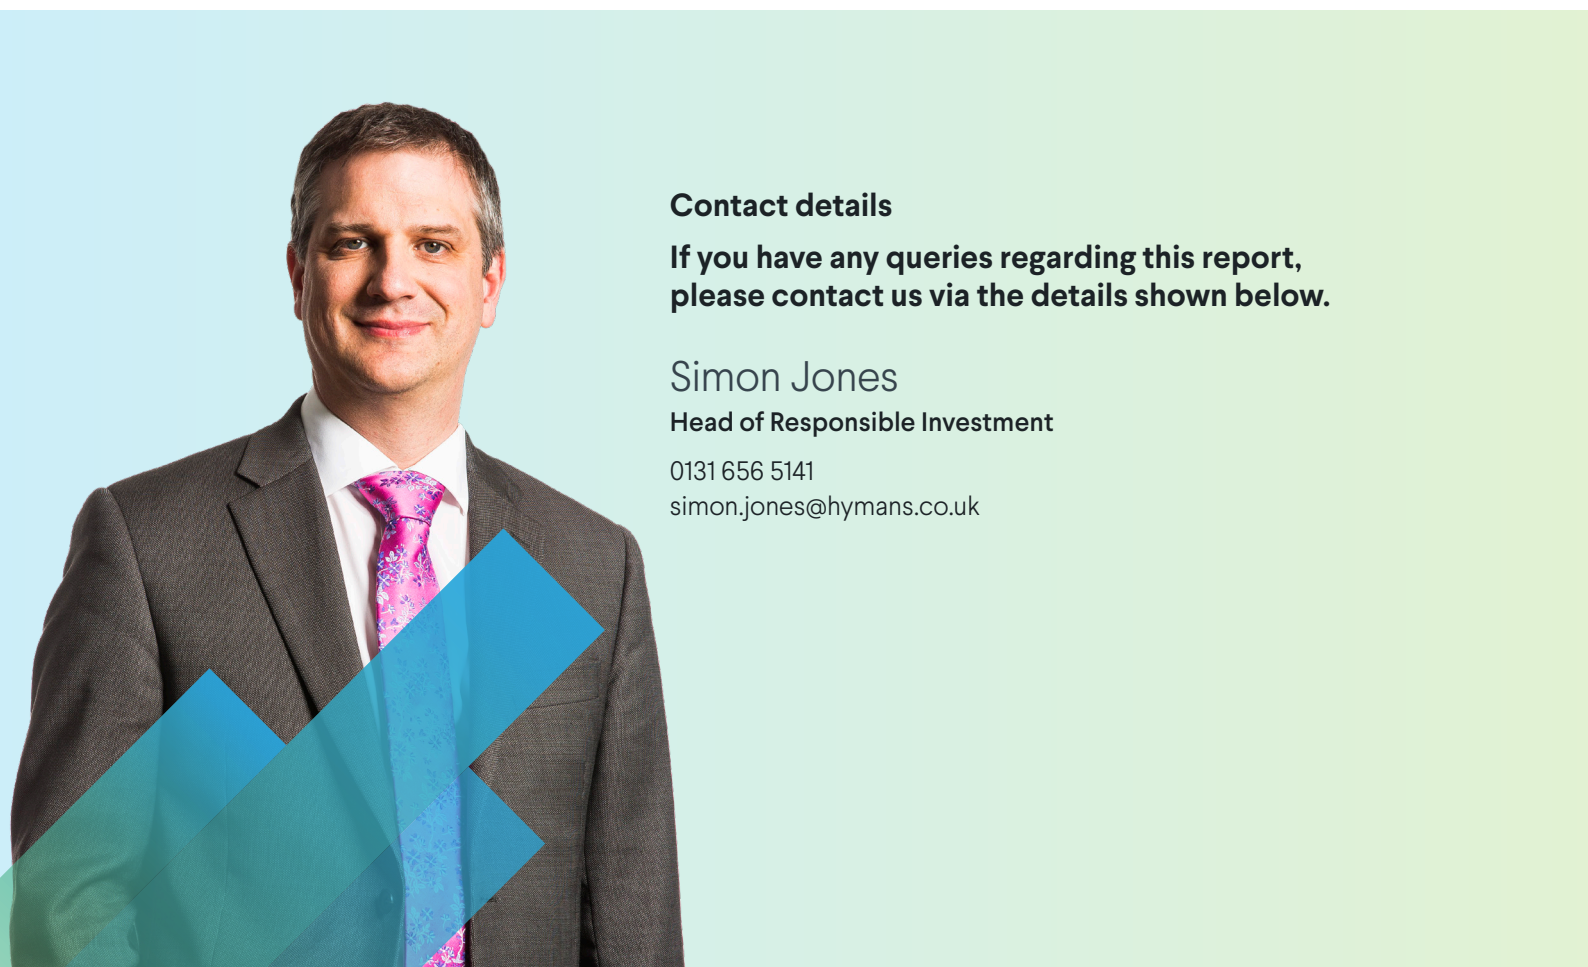 Contact details
If you have any queries regarding this report,
please contact us via the details shown below.
Simon Jones
Head of Responsible Investment
0131 656 5141
simon.jones@hymans.co.uk